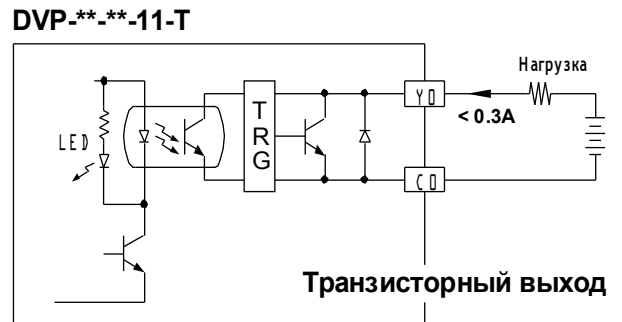 DVP-**-**-11-T
Нагрузка
Y0
< 0.3A
LED
T
R
G
C0
Транзисторный выход